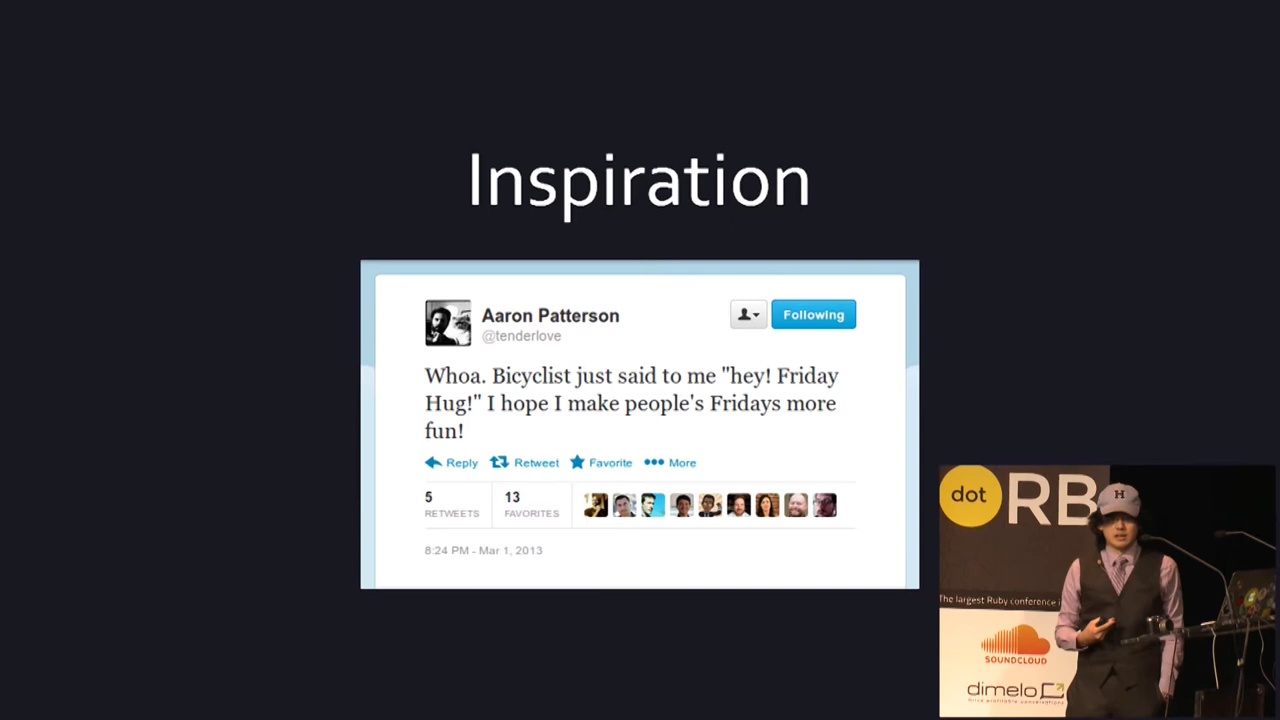 Inspiration
Aaron Patterson
@tenderlove
Following
Whoa. Bicyclist just said to me "hey! Friday
Hug!" I hope I make people's Fridays more
fun!
Reply Retweet Favorite More
5 13
RETWEETS FAVORITES
8:24 PM - Mar 1, 2013
dot RB
H
The largest Ruby conference i
SOUNDCLOUD
dimelo